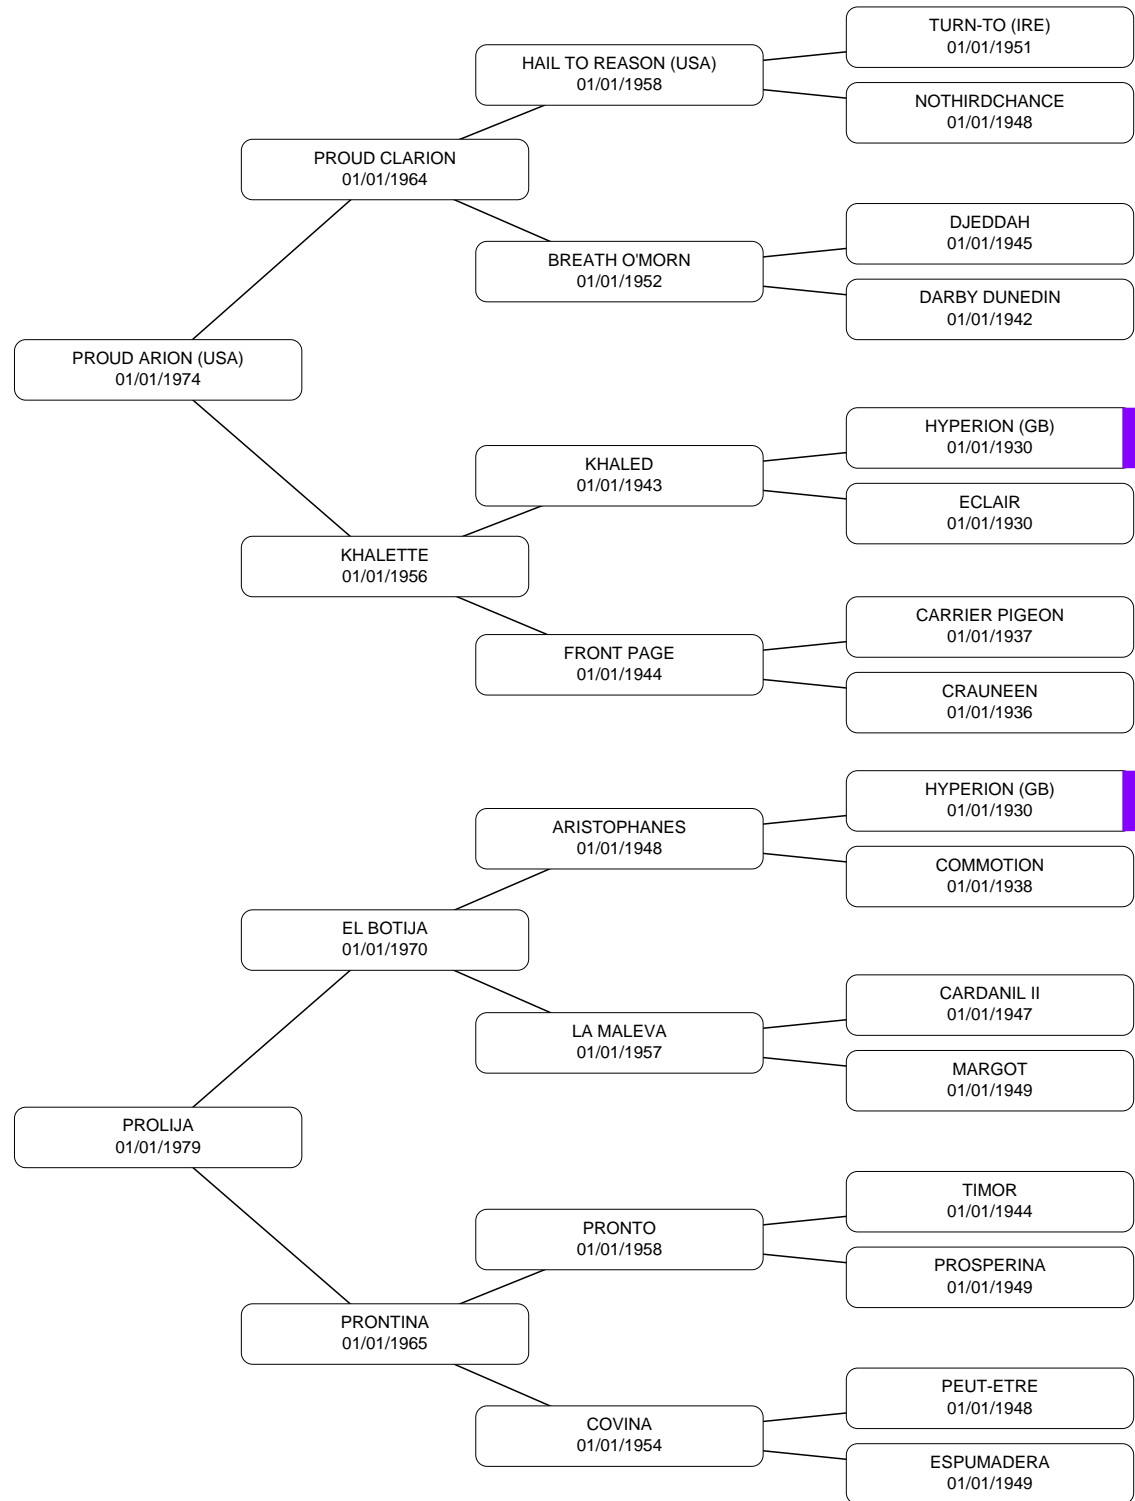 TURN-TO (IRE)
01/01/1951
HAIL TO REASON (USA)
01/01/1958
NOTHIRDCHANCE
01/01/1948
PROUD CLARION
01/01/1964
DJEDDAH
01/01/1945
BREATH O'MORN
01/01/1952
DARBY DUNEDIN
01/01/1942
PROUD ARION (USA)
01/01/1974
HYPERION (GB)
01/01/1930
KHALED
01/01/1943
ECLAIR
01/01/1930
KHALETTE
01/01/1956
CARRIER PIGEON
01/01/1937
FRONT PAGE
01/01/1944
CRAUNEEN
01/01/1936
HYPERION (GB)
01/01/1930
ARISTOPHANES
01/01/1948
COMMOTION
01/01/1938
EL BOTIJA
01/01/1970
CARDANIL II
01/01/1947
LA MALEVA
01/01/1957
MARGOT
01/01/1949
PROLIJA
01/01/1979
TIMOR
01/01/1944
PRONTO
01/01/1958
PROSPERINA
01/01/1949
PRONTINA
01/01/1965
PEUT-ETRE
01/01/1948
COVINA
01/01/1954
ESPUMADERA
01/01/1949